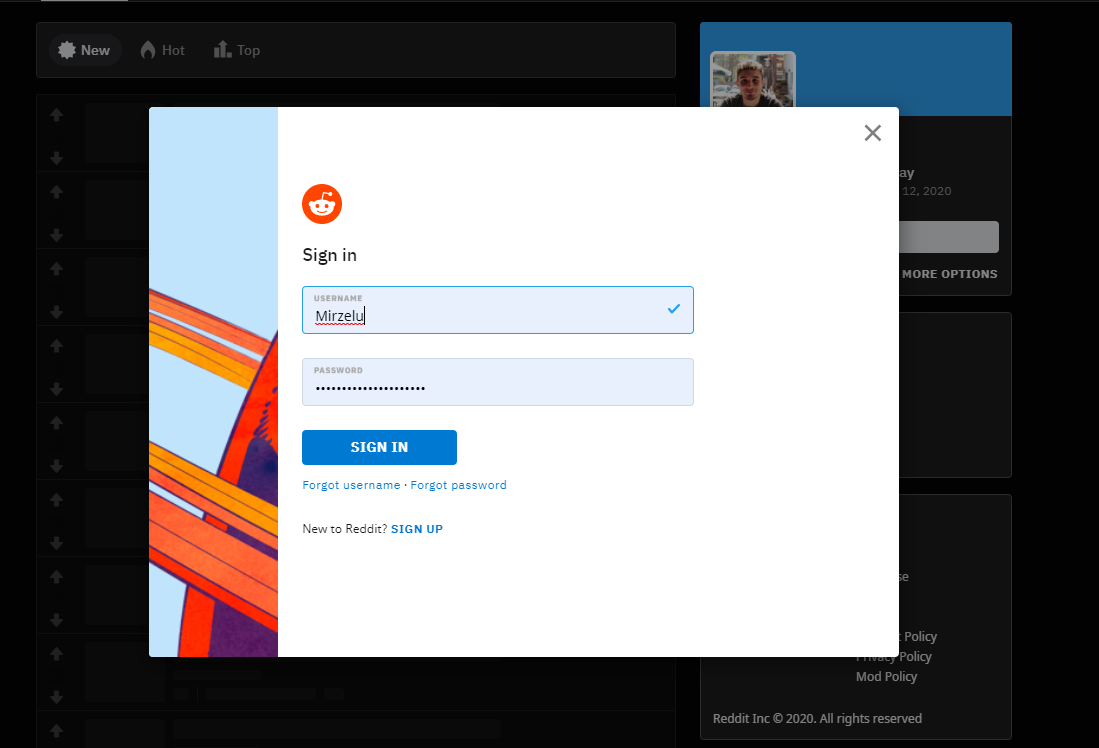 New Hot Top
ay
12, 2020
MORE OPTIONS
Sign in
USERNAME
Mirzelu
PASSWORD
SIGN IN
Forgot username · Forgot password
New to Reddit? SIGN UP
se
t Policy
Privacy Policy
Mod Policy
Reddit Inc © 2020. All rights reserved